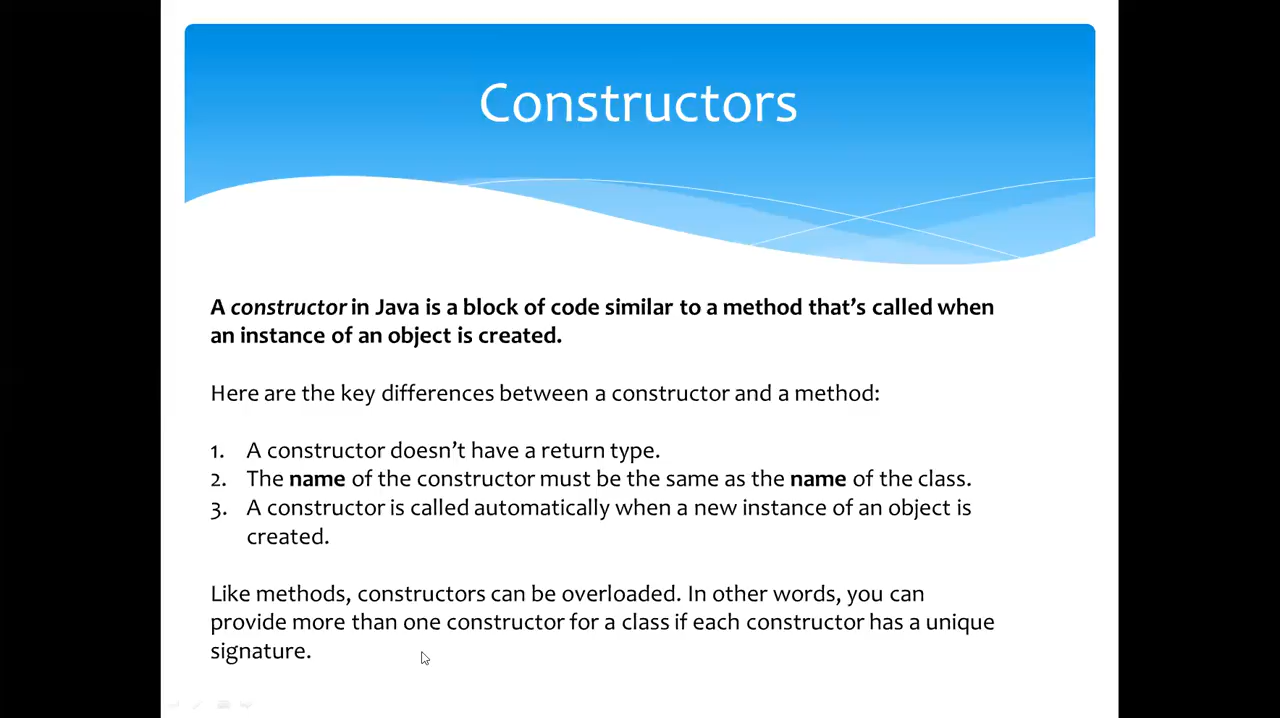 Constructors
A constructor in Java is a block of code similar to a method that’s called when
an instance of an object is created.
Here are the key differences between a constructor and a method:
1. A constructor doesn’t have a return type.
2. The name of the constructor must be the same as the name of the class.
3. A constructor is called automatically when a new instance of an object is
created.
Like methods, constructors can be overloaded. In other words, you can
provide more than one constructor for a class if each constructor has a unique
signature.